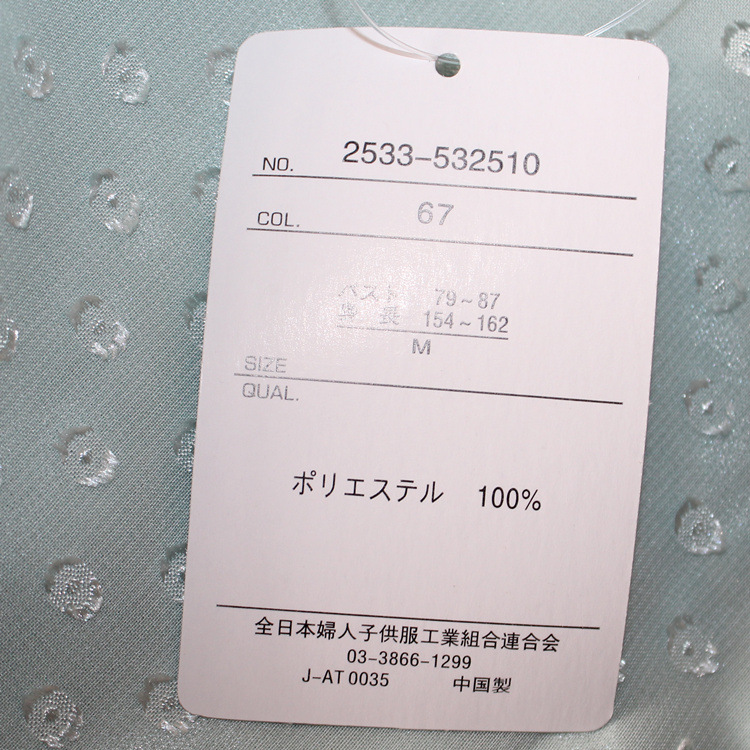 NO. 2533-532510
COL. 67
バスト 79~87
身 長 154~162
M
SIZE
QUAL.
ポリエステル 100%
全日本婦人子供服工業組合連合会
03-3866-1299
J-AT0035 中国製